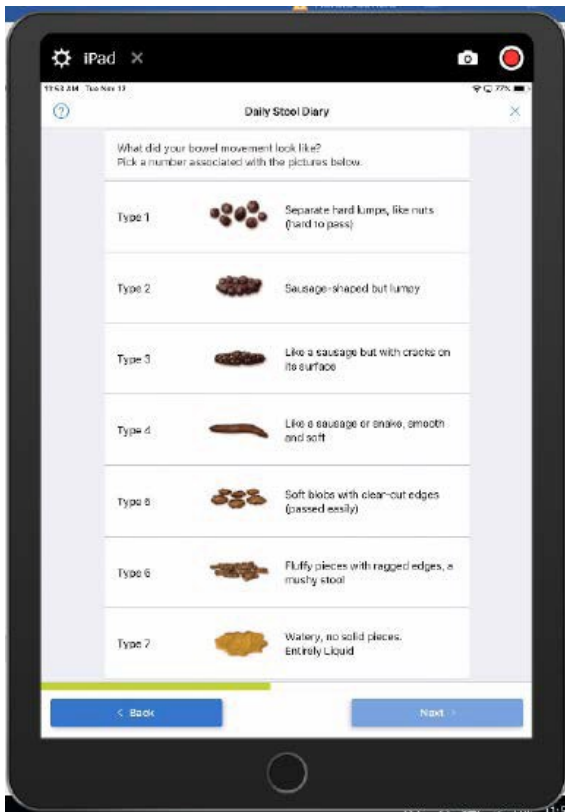 iPad
Tue Nov
77%
Daily Stool Diary
What did your bowel movement look like?
Pick a number associated with the pictures below.
Type 1
Separate hard lumps, like nuts
(hard to pass)
Type 2
Sausage-shaped but lumpy
Type 3
Like a sausage but with cracks on
its surface
Type 4
Like a sausage or snake, smooth
and soft
Type 5
Soft blobs with clear-cut edges
(passed easily)
Type 6
Fluffy pieces with ragged edges, a
mushy stool
Type 7
Watery, no solid pieces.
Entirely Liquid
< Back
Next >